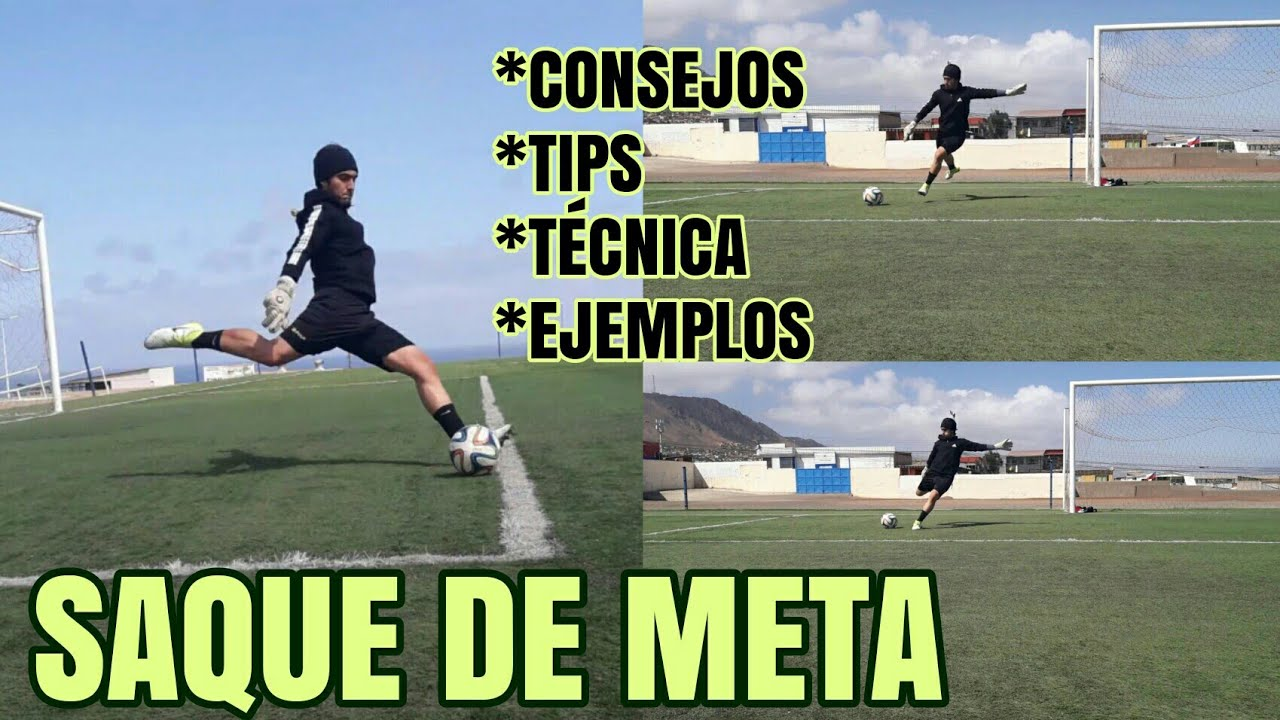 *CONSEJOS
*TIPS
*TÉCNICA
*EJEMPLOS
SAQUE DE META